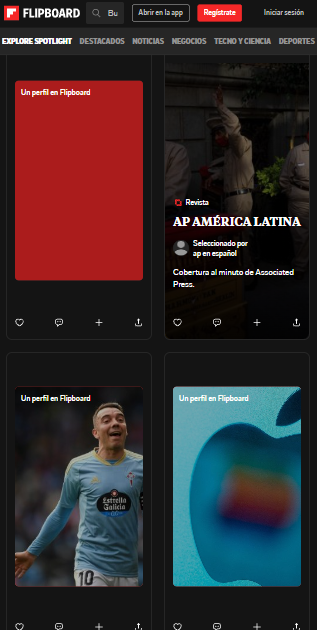 FLIPBOARD
Bu
Abrir en la app
Regístrate
Iniciar sesión
EXPLORE SPOTLIGHT
DESTACADOS
NOTICIAS
NEGOCIOS
TECNO Y CIENCIA
DEPORTES
Un perfil en Flipboard
Revista
AP AMÉRICA LATINA
Seleccionado por
ap en español
Cobertura al minuto de Associated
Press.
Un perfil en Flipboard
Estrella
Galicia
10
Un perfil en Flipboard